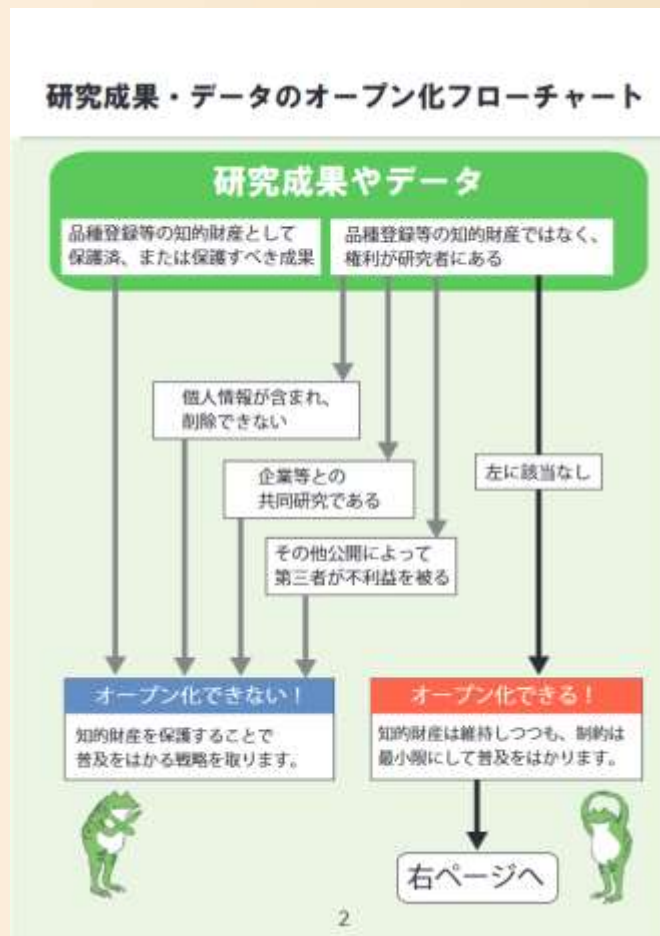 研究成果・データのオープン化フローチャート
研究成果やデータ
品種登録等の知的財産として
保護済、または保護すべき成果
品種登録等の知的財産ではなく、
権利が研究者にある
個人情報が含まれ、
削除できない
企業等との
共同研究である
左に該当なし
その他公開によって
第三者が不利益を被る
オープン化できない！
知的財産を保護することで
普及をはかる戦略を取ります。
オープン化できる！
知的財産は維持しつつも、制約は
最小限にして普及をはかります。
右ページへ
2